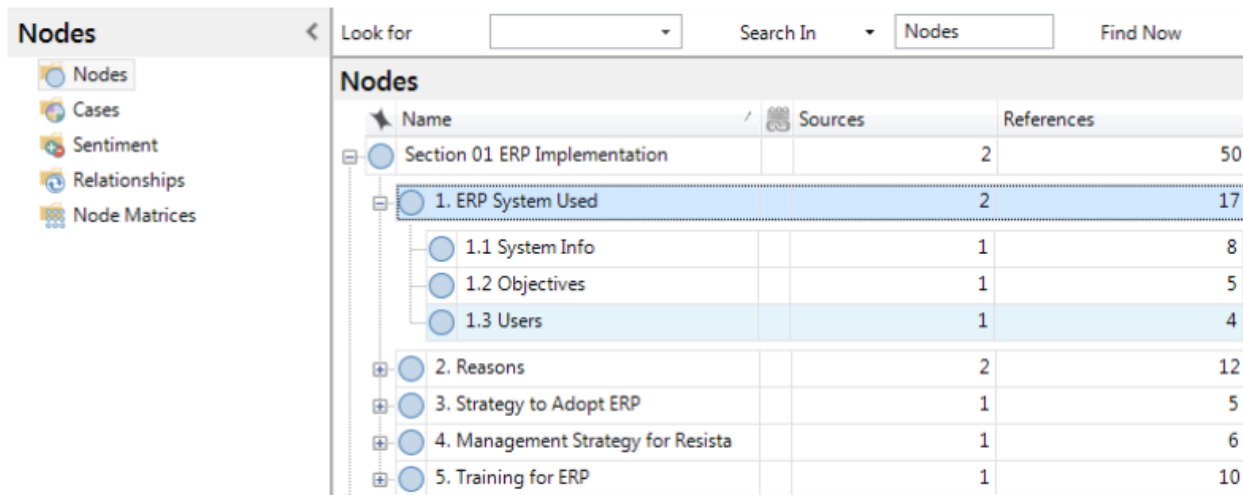 Nodes
Nodes
Cases
Sentiment
Relationships
Node Matrices
Look for Search In Nodes Find Now
Nodes
Name Sources References
Section 01 ERP Implementation 2 50
1. ERP System Used 2 17
1.1 System Info 1 8
1.2 Objectives 1 5
1.3 Users 1 4
2. Reasons 2 12
3. Strategy to Adopt ERP 1 5
4. Management Strategy for Resista 1 6
5. Training for ERP 1 10